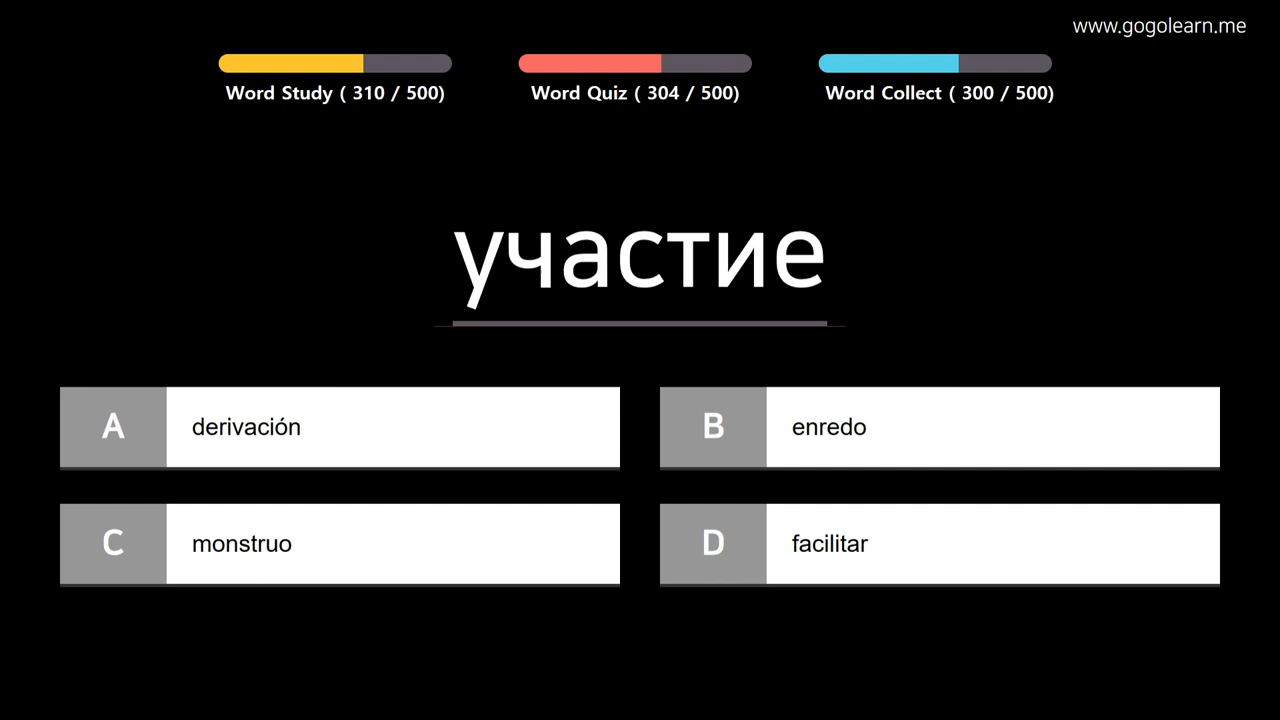 www.gogolearn.me
Word Study ( 310 / 500)
Word Quiz ( 304 / 500)
Word Collect ( 300 / 500)
участие
A derivación
B enredo
C monstruo
D facilitar